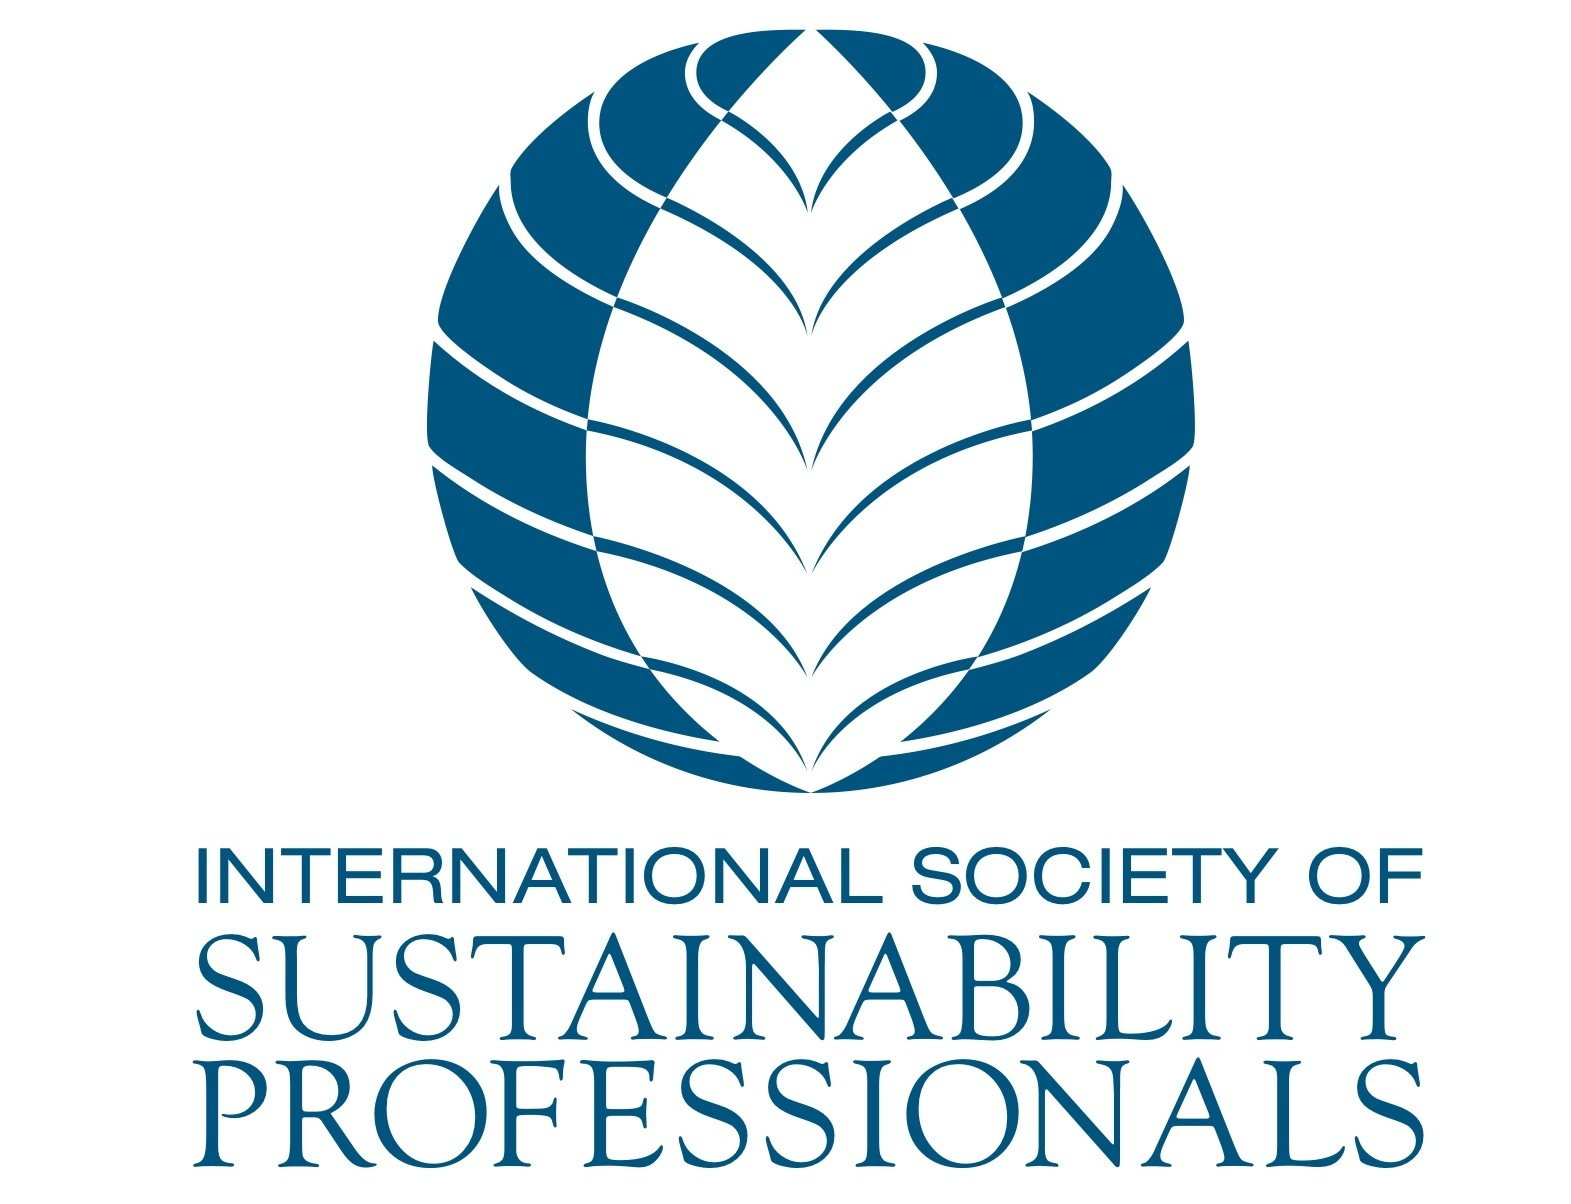 INTERNATIONAL SOCIETY OF
SUSTAINABILITY
PROFESSIONALS